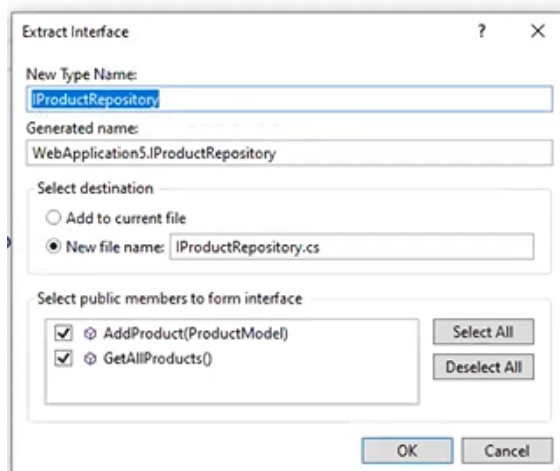 Extract Interface ? ×
New Type Name:
IProductRepository
Generated name:
WebApplication5.IProductRepository
Select destination
Add to current file
New file name: IProductRepository.cs
Select public members to form interface
AddProduct(ProductModel)
GetAllProducts()
Select All
Deselect All
OK Cancel